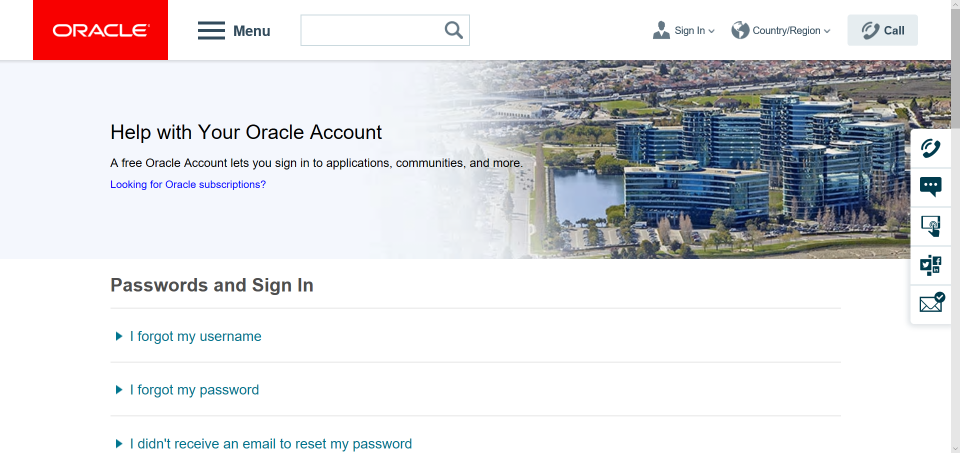 ORACLE
Menu
Sign In
Country/Region
Call
Help with Your Oracle Account
A free Oracle Account lets you sign in to applications, communities, and more.
Looking for Oracle subscriptions?
Passwords and Sign In
I forgot my username
I forgot my password
I didn't receive an email to reset my password